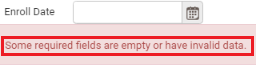 Enroll Date
Some required fields are empty or have invalid data.